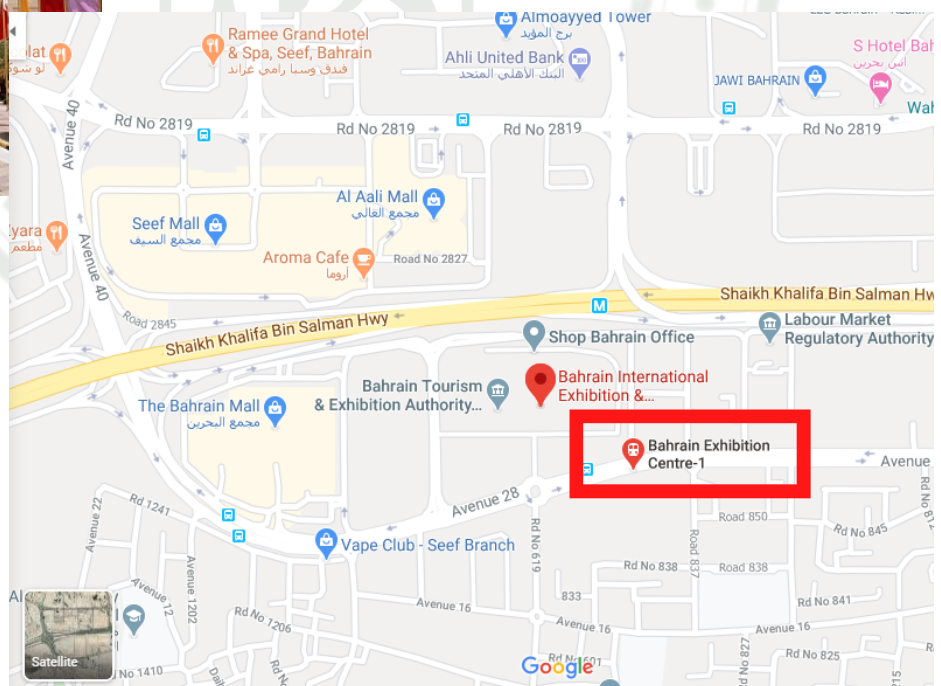 Almoayyed Tower
برج المؤيد
Ramee Grand Hotel
& Spa, Seef, Bahrain
فندق وسبا رامي غراند
Ahli United Bank
البنك الأهلي المتحد
S Hotel Bah
JAWI BAHRAIN
Wah
Avenue 40
Rd No 2819
Rd No 2819
Rd No 2819
Rd No 2819
Al Aali Mall
مجمع العالي
Seef Mall
مجمع السيف
Aroma Cafe
أروما
Road No 2827
Avenue 40
Road 2845
Shaikh Khalifa Bin Salman Hwy
M
Shaikh Khalifa Bin Salman Hw
Shop Bahrain Office
Labour Market
Regulatory Authority
Bahrain International
Exhibition &...
Bahrain Tourism
& Exhibition Authority...
The Bahrain Mall
مجمع البحرين
Bahrain Exhibition
Centre-1
Avenue
Avenue 28
Rd 1241
Avenue 22
Road 850
Rd No 845
Rd No 619
Road 837
Vape Club - Seef Branch
Rd No 838
Road 838
Avenue 12
Avenue 1202
833
Rd No 841
Avenue 16
Avenue 16
Avenue 16
Rd No 1206
Rd No 825
Rd No 827
Satellite
No 1410
Google